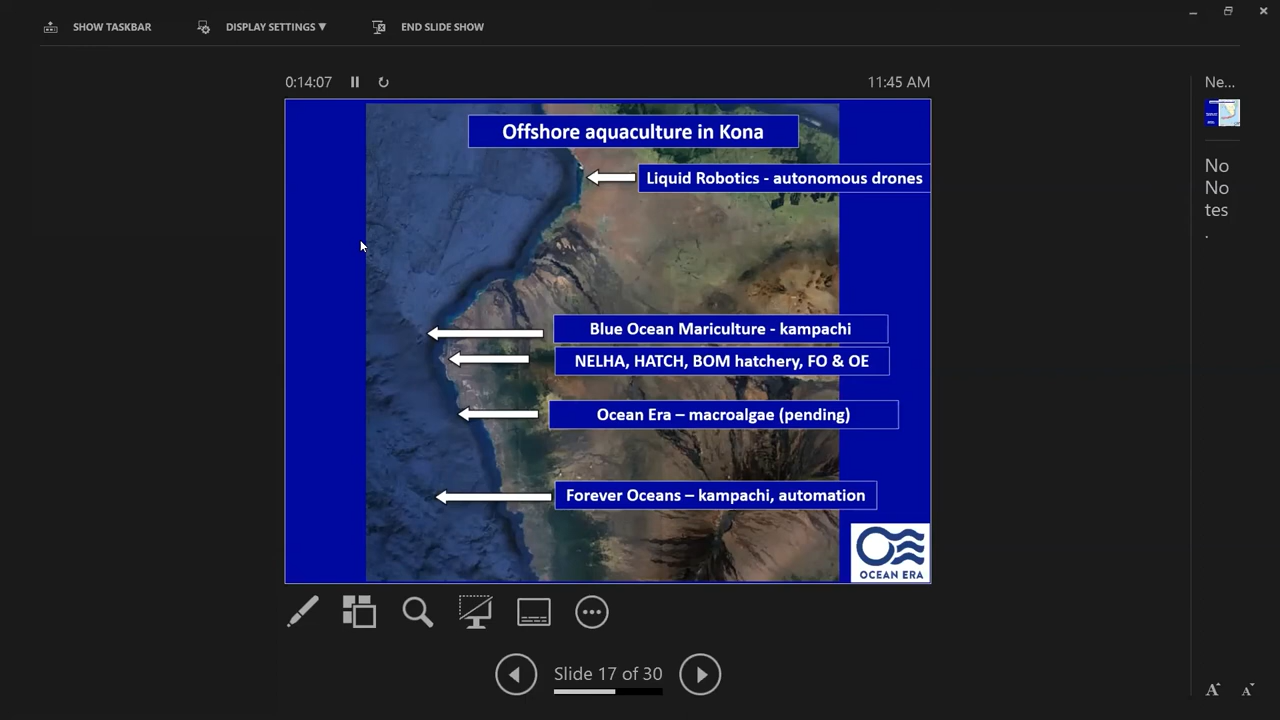 SHOW TASKBAR
DISPLAY SETTINGS ▼
END SLIDE SHOW
0:14:07
11:45 AM
Ne...
Offshore aquaculture in Kona
Liquid Robotics - autonomous drones
Blue Ocean Mariculture - kampachi
NELHA, HATCH, BOM hatchery, FO & OE
Ocean Era – macroalgae (pending)
Forever Oceans – kampachi, automation
OCEAN ERA
No
No
tes
.
Slide 17 of 30
A
A